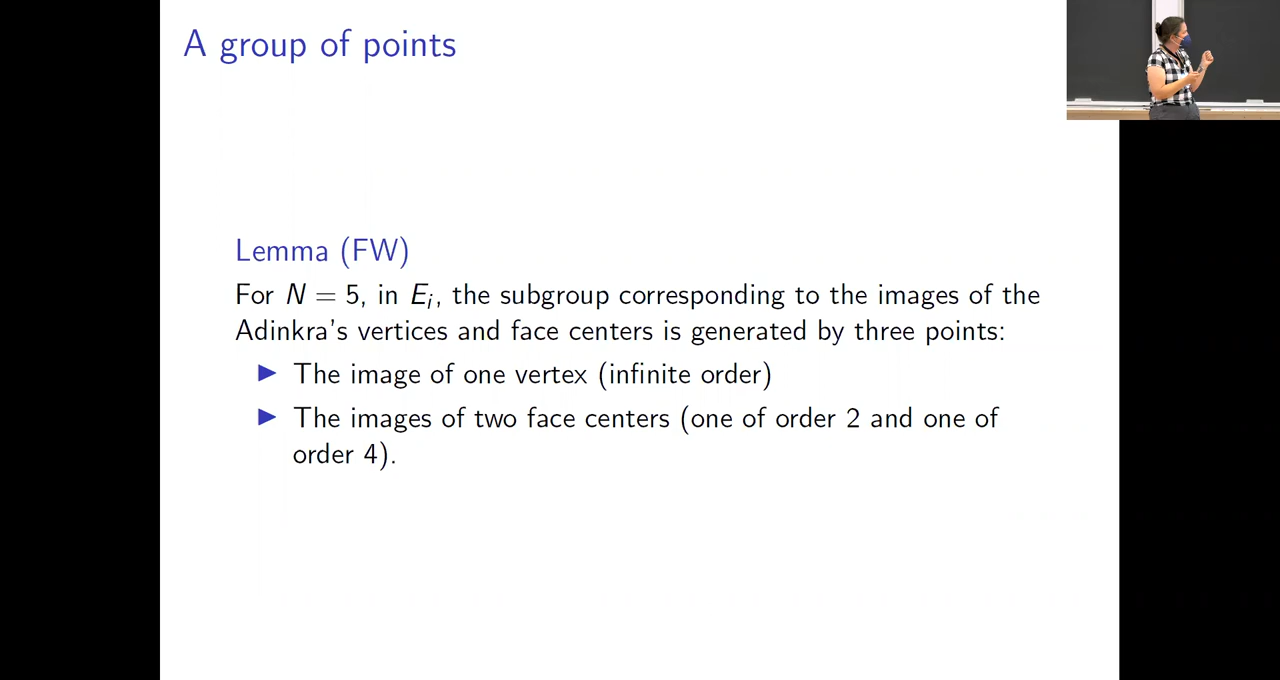 A group of points
Lemma (FW)
For N = 5, in E_i, the subgroup corresponding to the images of the
Adinkra's vertices and face centers is generated by three points:
▶ The image of one vertex (infinite order)
▶ The images of two face centers (one of order 2 and one of
order 4).